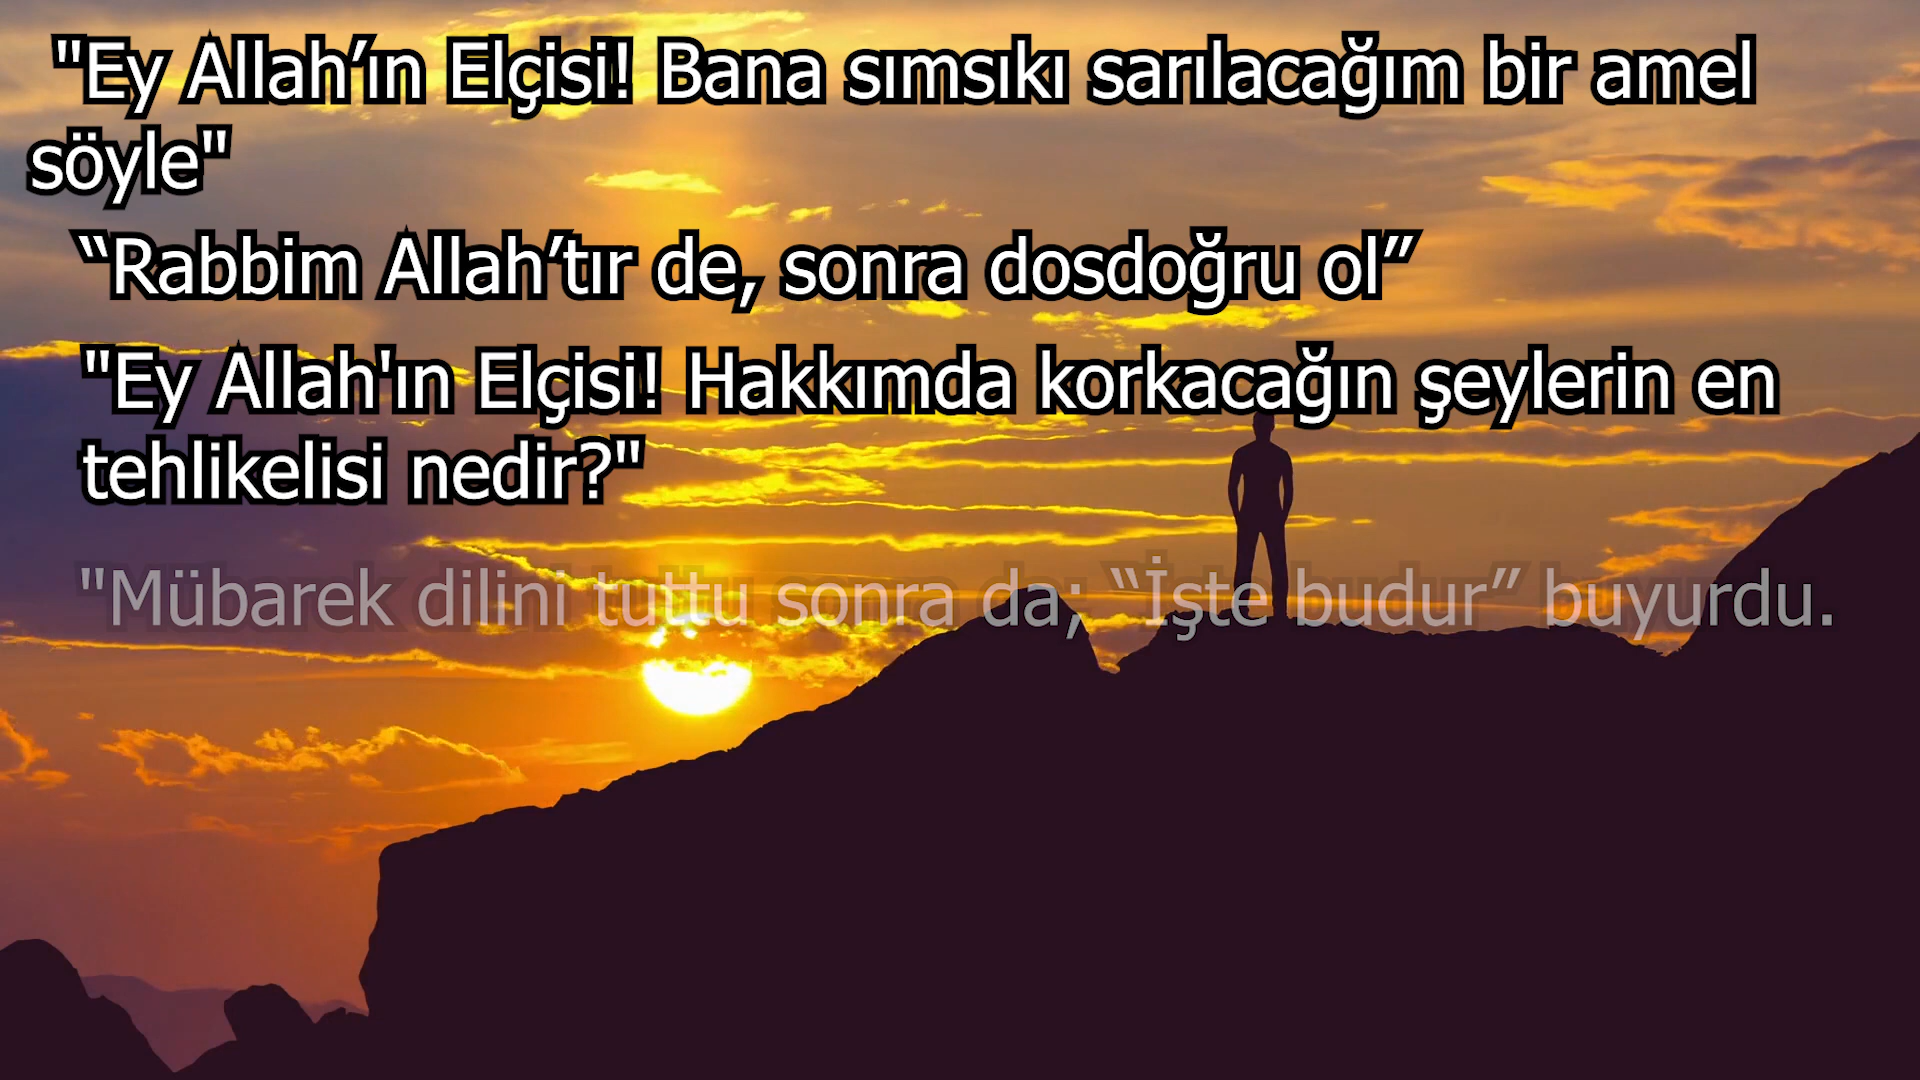 "Ey Allah’ın Elçisi! Bana sımsıkı sarılacağım bir amel
söyle"
“Rabbim Allah’tır de, sonra dosdoğru ol”
"Ey Allah'ın Elçisi! Hakkımda korkacağın şeylerin en
tehlikelisi nedir?"
"Mübarek dilini tuttu sonra da; “İşte budur” buyurdu.